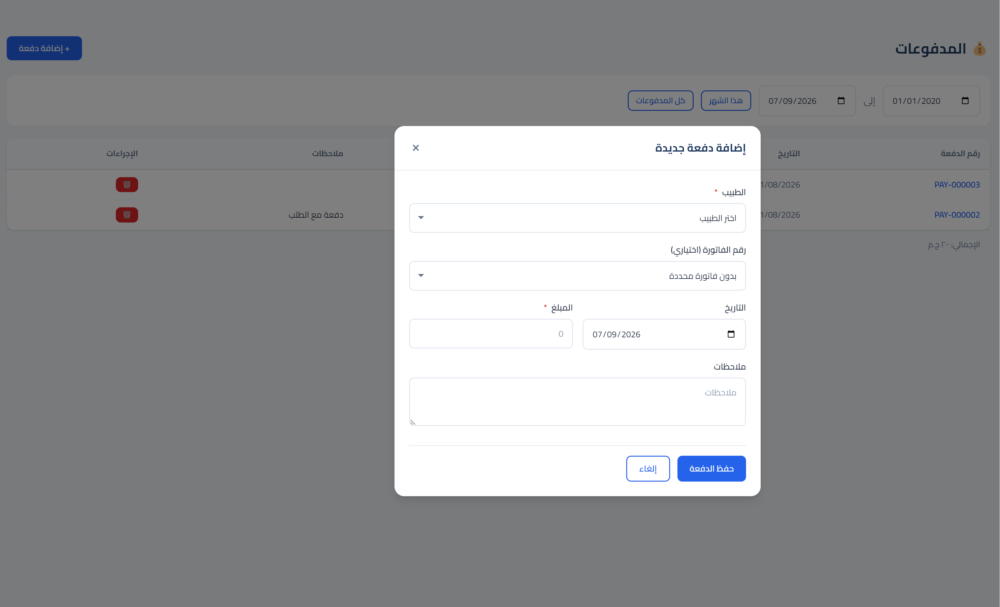 💰 المدفوعات
+ إضافة دفعة
01/01/2020 إلى 07/09/2026 هذا الشهر كل المدفوعات
رقم الدفعة التاريخ ملاحظات الإجراءات
PAY-000003 1/08/2026
PAY-000002 1/08/2026 دفعة مع الطلب
الإجمالي: ٢٠٠ ج.م
إضافة دفعة جديدة ×
الطبيب *
اختر الطبيب
رقم الفاتورة (اختياري)
بدون فاتورة محددة
التاريخ المبلغ *
07/09/2026 0
ملاحظات
ملاحظات
حفظ الدفعة إلغاء